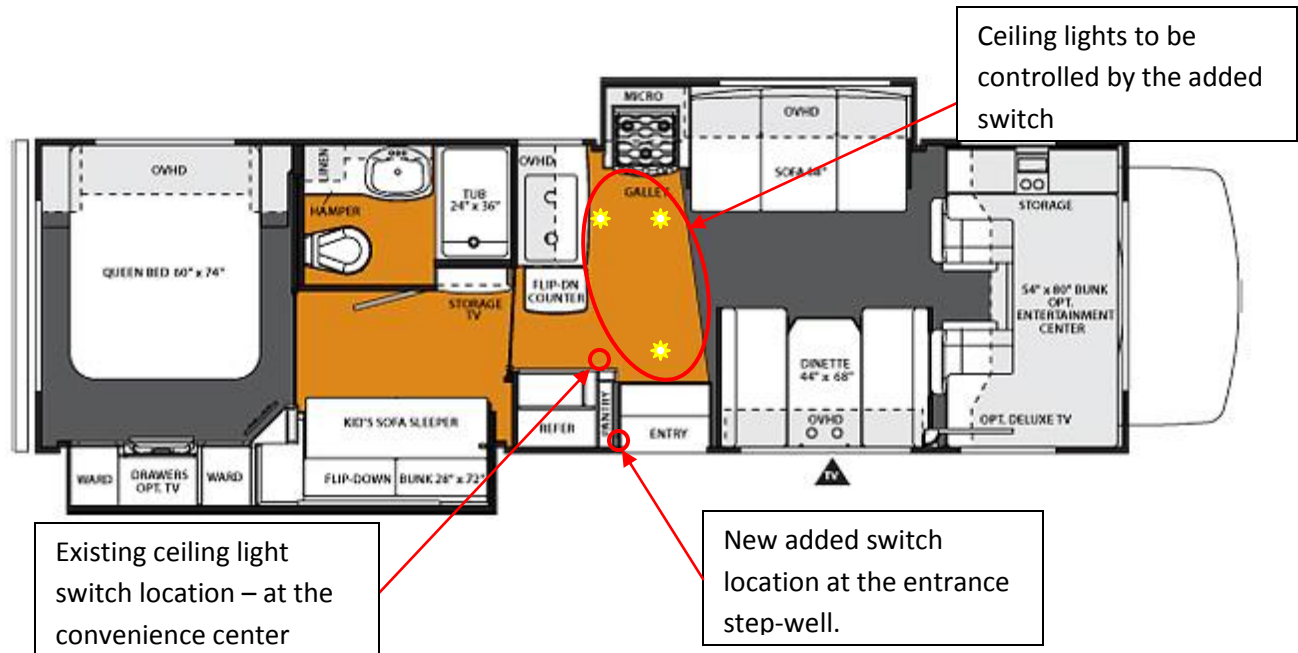 Ceiling lights to be
controlled by the added
switch
MICRO
OVHD
SOFA 68"
GALLEY
OVHD
LINEN
HAMPER
TUB
24" x 36"
OVHD
QUEEN BED 60" x 74"
FLIP-DN
COUNTER
STORAGE
TV
STORAGE
54" x 80" BUNK
OPT.
ENTERTAINMENT
CENTER
DINETTE
44" x 68"
OVHD
OPT. DELUXE TV
KID'S SOFA SLEEPER
REFER
PANTRY
ENTRY
WARD
DRAWERS
OPT. TV
WARD
FLIP-DOWN
BUNK 28" x 72"
TV
Existing ceiling light
switch location – at the
convenience center
New added switch
location at the entrance
step-well.